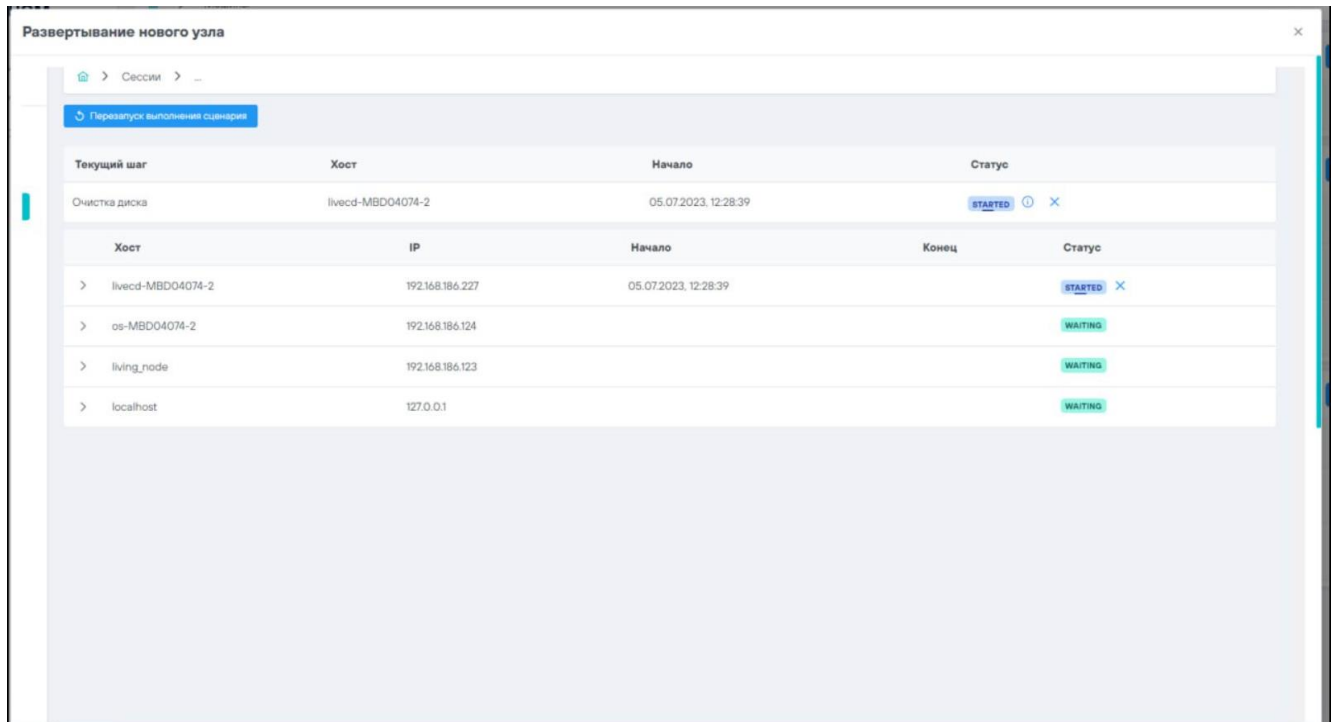 Развертывание нового узла
Сессии ...
Перезапуск выполнения сценария
Текущий шаг Хост Начало Статус
Очистка диска livecd-MBD04074-2 05.07.2023, 12:28:39 STARTED
Хост IP Начало Конец Статус
livecd-MBD04074-2 192.168.186.227 05.07.2023, 12:28:39 STARTED
os-MBD04074-2 192.168.186.124 WAITING
living_node 192.168.186.123 WAITING
localhost 127.0.0.1 WAITING